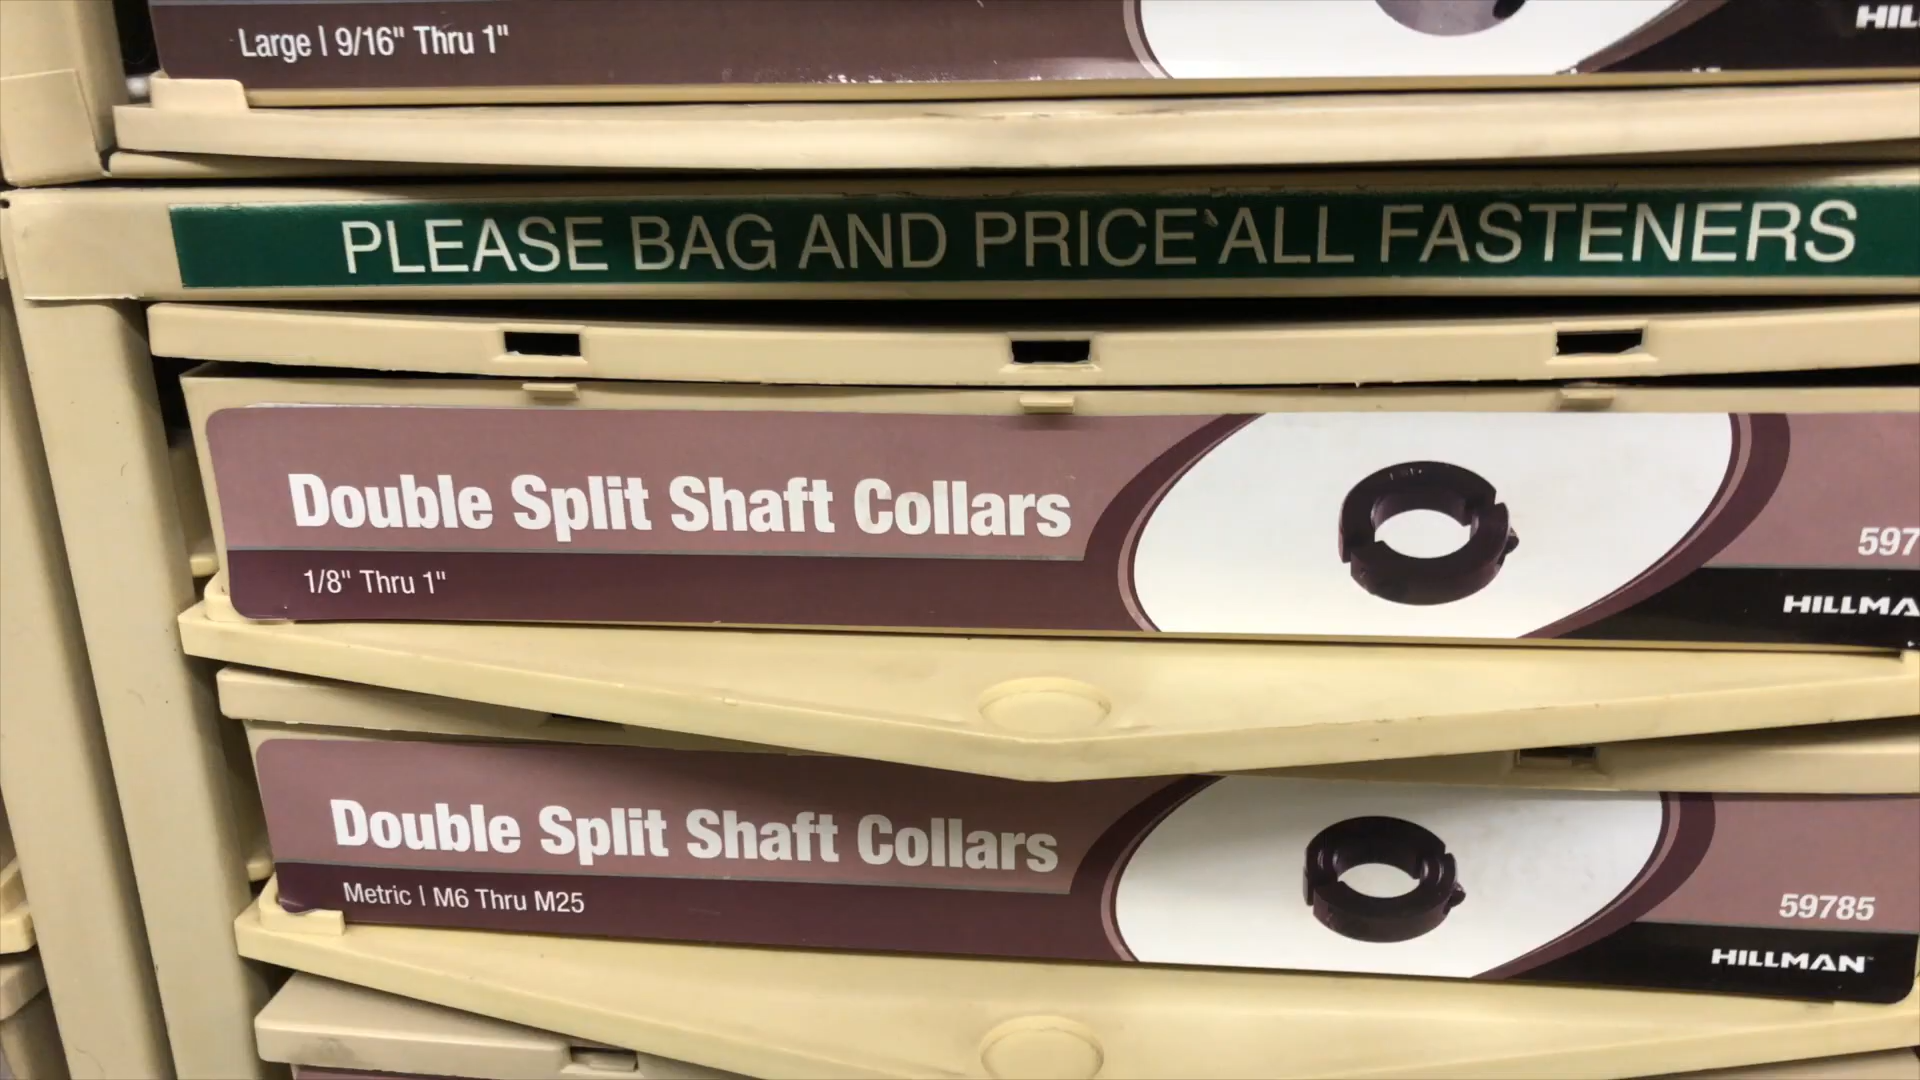 Large | 9/16" Thru 1"
PLEASE BAG AND PRICE ALL FASTENERS
Double Split Shaft Collars
1/8" Thru 1"
Double Split Shaft Collars
Metric | M6 Thru M25
59785
HILLMAN